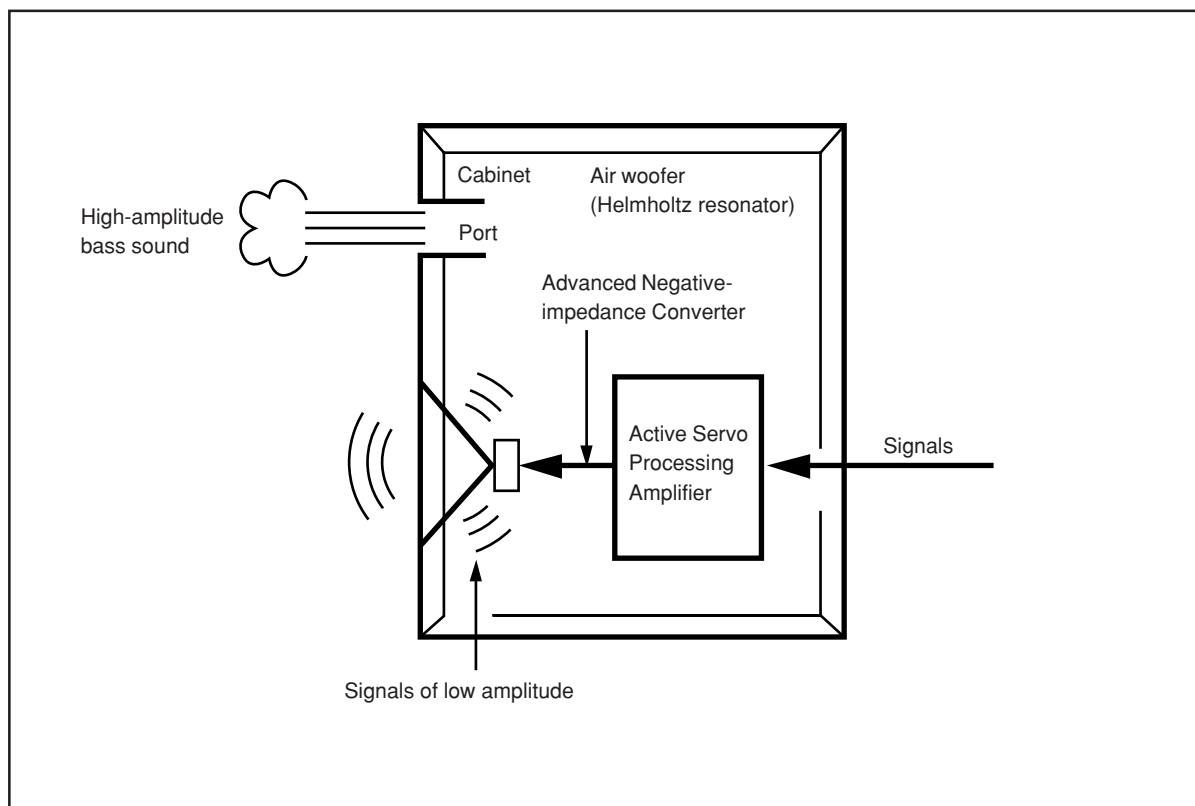 Cabinet
Air woofer
(Helmholtz resonator)
High-amplitude
bass sound
Port
Advanced Negative-
impedance Converter
Active Servo
Processing
Amplifier
Signals
Signals of low amplitude